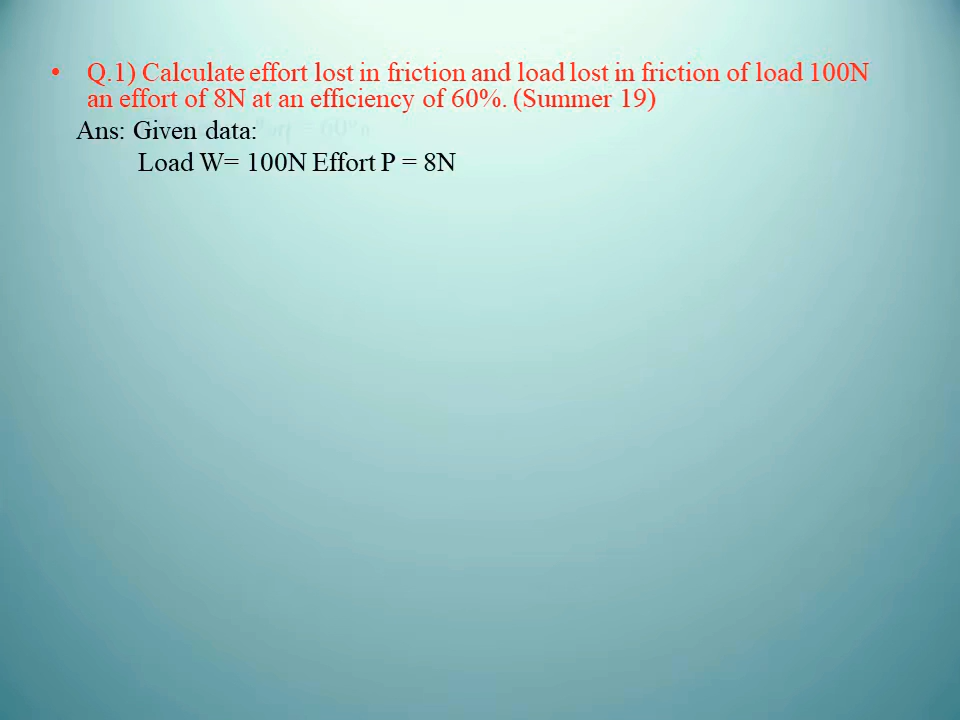 • Q.1) Calculate effort lost in friction and load lost in friction of load 100N
an effort of 8N at an efficiency of 60%. (Summer 19)
Ans: Given data:
Load W= 100N Effort P = 8N